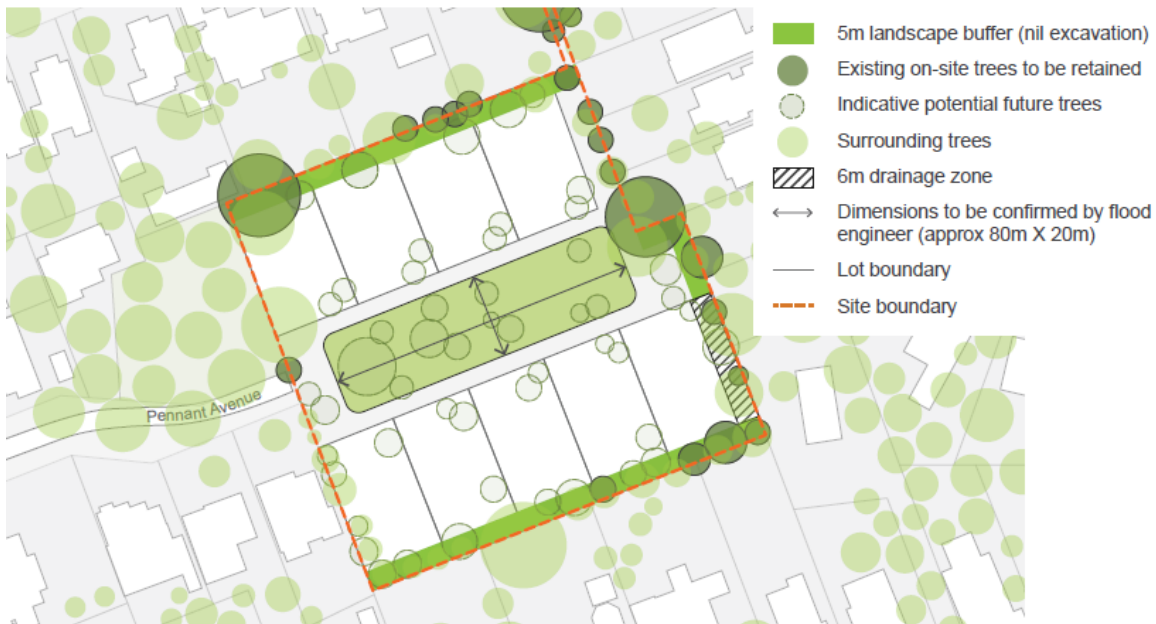 5m landscape buffer (nil excavation)
Existing on-site trees to be retained
Indicative potential future trees
Surrounding trees
6m drainage zone
Dimensions to be confirmed by flood
engineer (approx 80m X 20m)
Lot boundary
Site boundary
Pennant Avenue